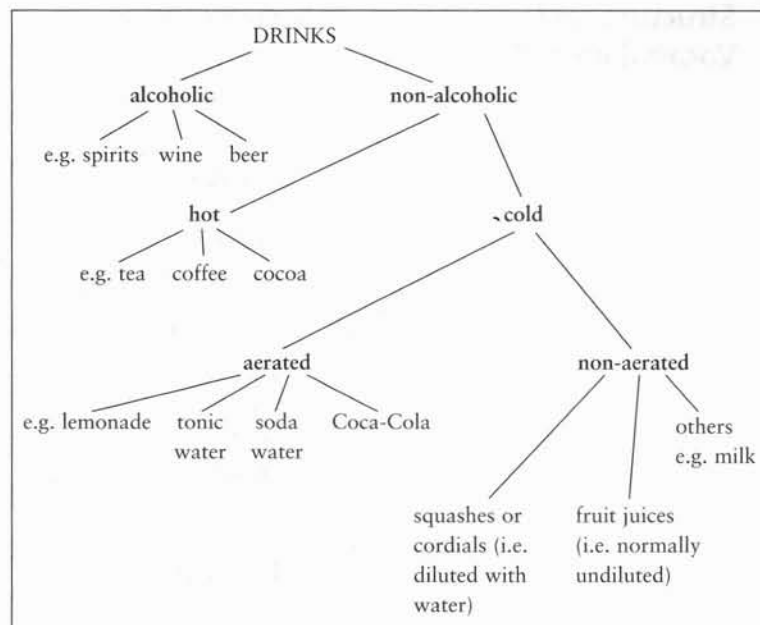 DRINKS
alcoholic non-alcoholic
e.g. spirits wine beer
hot cold
e.g. tea coffee cocoa
aerated non-aerated
e.g. lemonade tonic soda Coca-Cola
water water
others
e.g. milk
squashes or fruit juices
cordials (i.e. (i.e. normally
diluted with undiluted)
water)